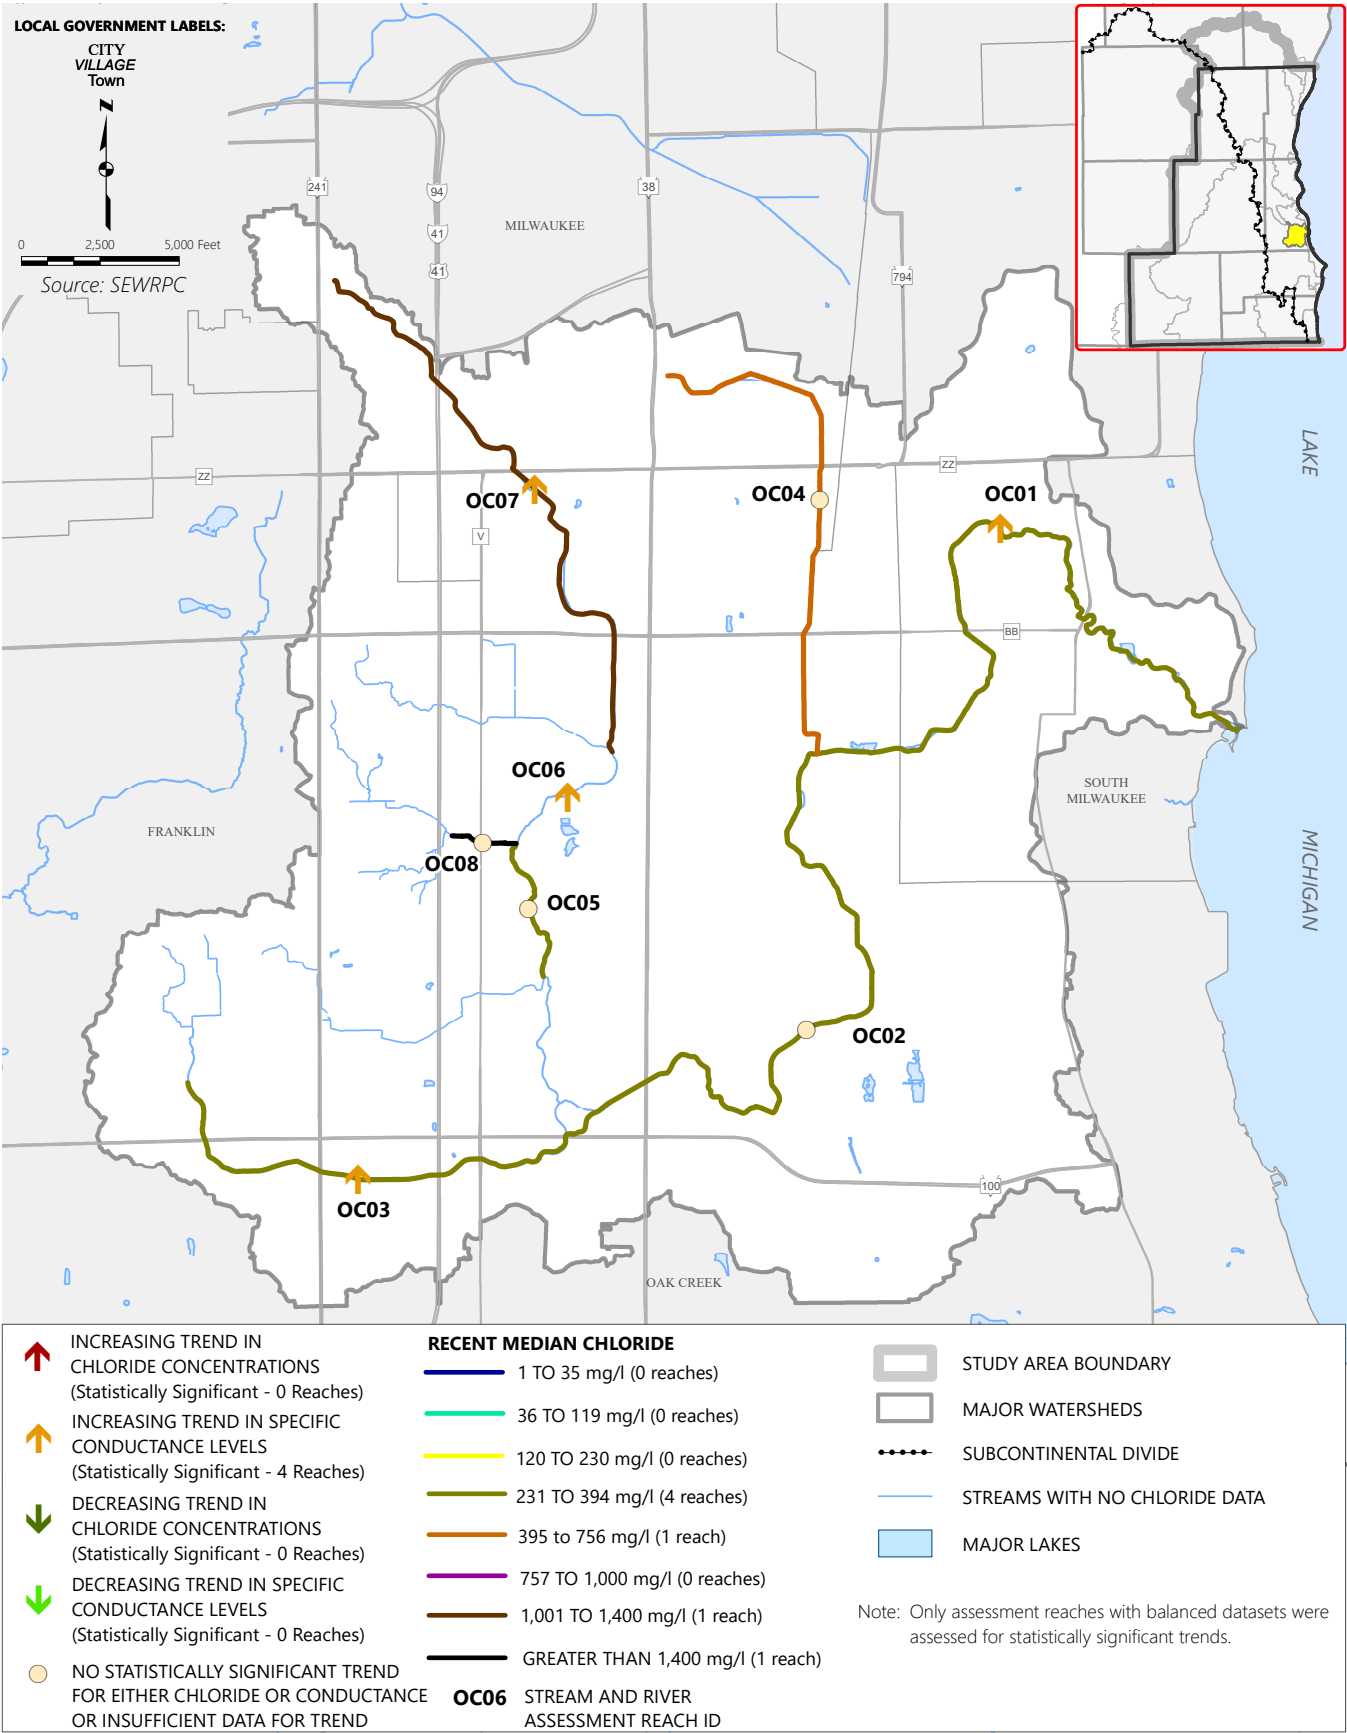 LOCAL GOVERNMENT LABELS:
CITY
VILLAGE
Town
N
0 2,500 5,000 Feet
Source: SEWRPC
241
94
41
41
38
794
MILWAUKEE
LAKE
ZZ
ZZ
OC07
OC04
OC01
V
BB
OC06
SOUTH
MILWAUKEE
FRANKLIN
OC08
MICHIGAN
OC05
OC02
100
OC03
OAK CREEK
INCREASING TREND IN
CHLORIDE CONCENTRATIONS
(Statistically Significant - 0 Reaches)
INCREASING TREND IN SPECIFIC
CONDUCTANCE LEVELS
(Statistically Significant - 4 Reaches)
DECREASING TREND IN
CHLORIDE CONCENTRATIONS
(Statistically Significant - 0 Reaches)
DECREASING TREND IN SPECIFIC
CONDUCTANCE LEVELS
(Statistically Significant - 0 Reaches)
NO STATISTICALLY SIGNIFICANT TREND
FOR EITHER CHLORIDE OR CONDUCTANCE
OR INSUFFICIENT DATA FOR TREND
RECENT MEDIAN CHLORIDE
1 TO 35 mg/l (0 reaches)
36 TO 119 mg/l (0 reaches)
120 TO 230 mg/l (0 reaches)
231 TO 394 mg/l (4 reaches)
395 to 756 mg/l (1 reach)
757 TO 1,000 mg/l (0 reaches)
1,001 TO 1,400 mg/l (1 reach)
GREATER THAN 1,400 mg/l (1 reach)
OC06 STREAM AND RIVER
ASSESSMENT REACH ID
STUDY AREA BOUNDARY
MAJOR WATERSHEDS
SUBCONTINENTAL DIVIDE
STREAMS WITH NO CHLORIDE DATA
MAJOR LAKES
Note: Only assessment reaches with balanced datasets were
assessed for statistically significant trends.